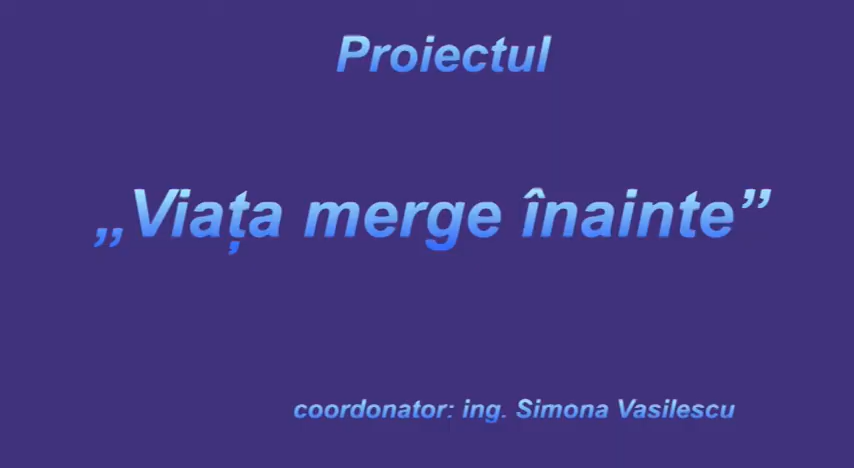 Proiectul
„Viața merge înainte”
coordonator: ing. Simona Vasilescu